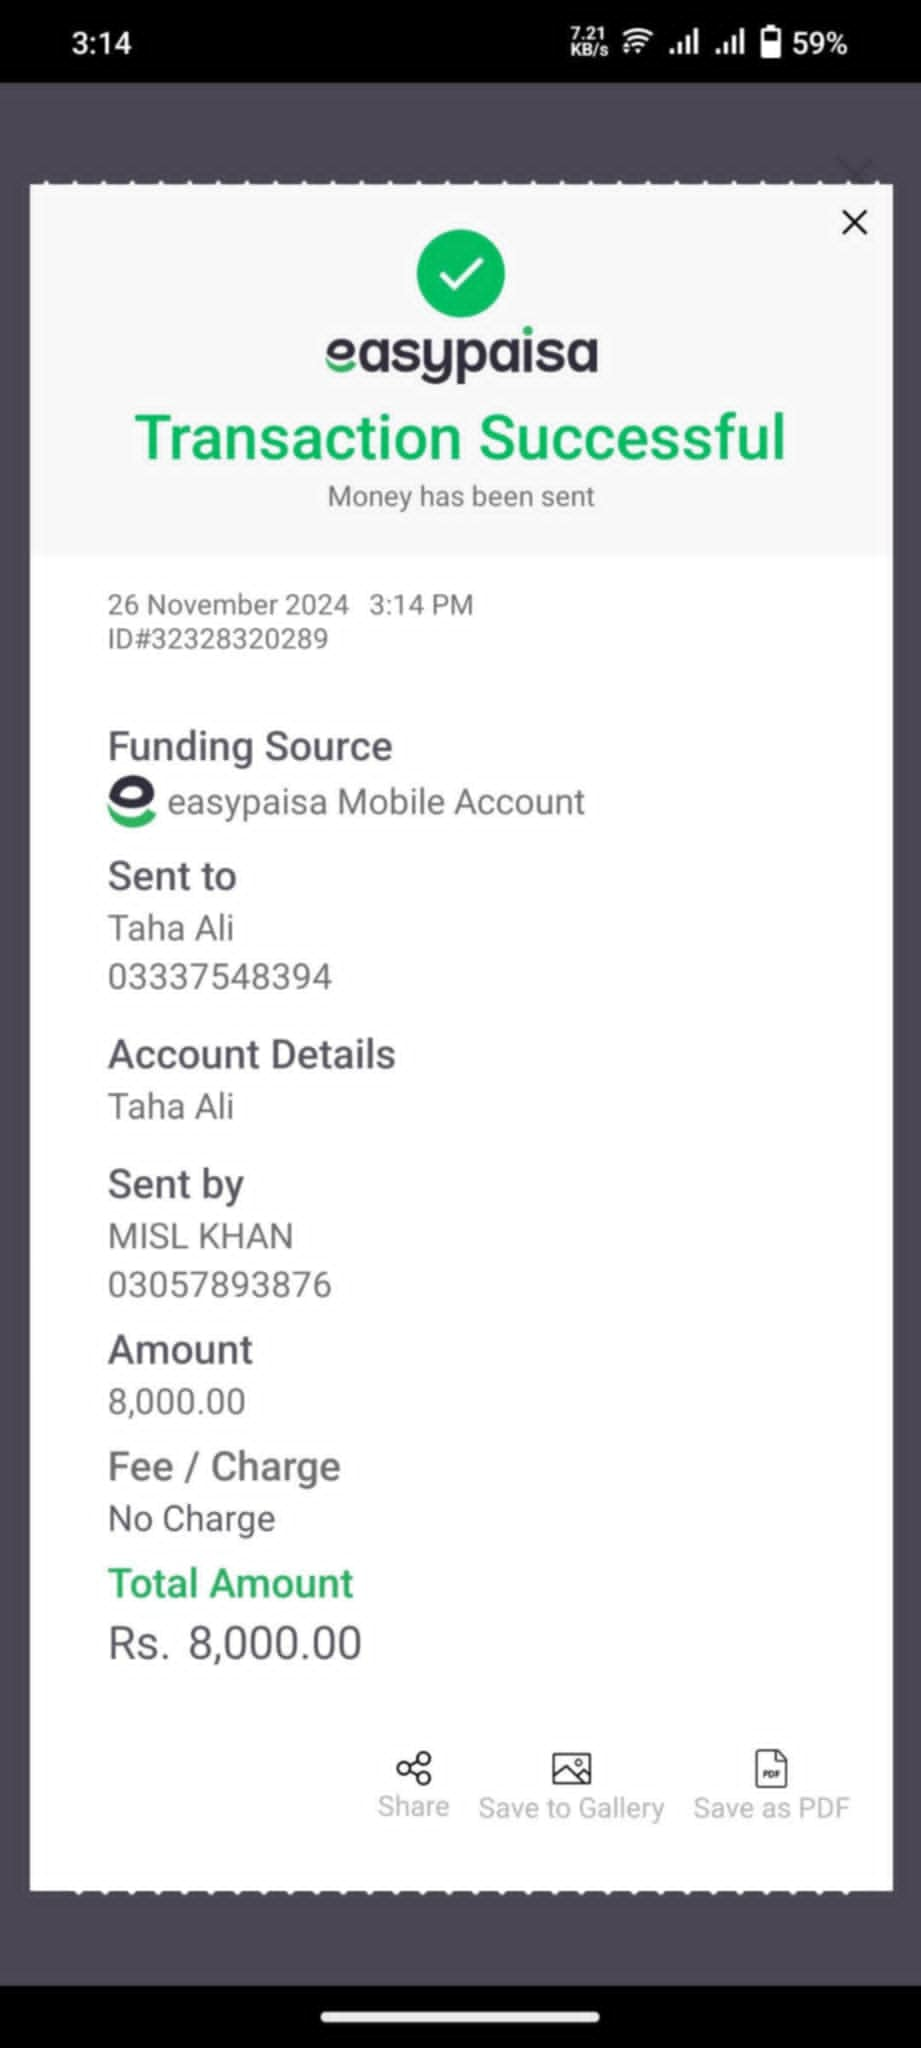 3:14
7.21
KB/s
59%
easypaisa
Transaction Successful
Money has been sent
26 November 2024 3:14 PM
ID#32328320289
Funding Source
easypaisa Mobile Account
Sent to
Taha Ali
03337548394
Account Details
Taha Ali
Sent by
MISL KHAN
03057893876
Amount
8,000.00
Fee / Charge
No Charge
Total Amount
Rs. 8,000.00
PDF
Share Save to Gallery Save as PDF